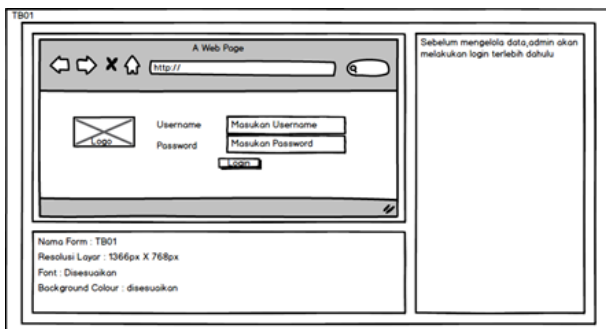 TB01
A Web Page
http://
Logo
Username
Masukan Username
Password
Masukan Password
Login
Sebelum mengelola data,admin akan
melakukan login terlebih dahulu
Nama Form : TB01
Resolusi Layar : 1366px X 768px
Font : Disesuaikan
Background Colour : disesuaikan